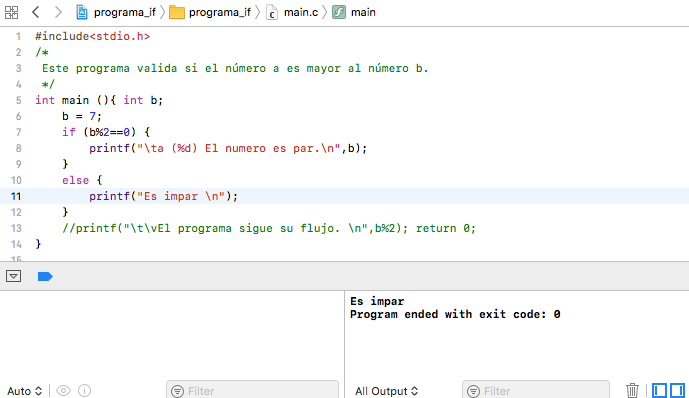 programa_if > programa_if > main.c > main
1 #include<stdio.h>
2 /*
3 Este programa valida si el número a es mayor al número b.
4 */
5 int main (){ int b;
6 b = 7;
7 if (b%2==0) {
8 printf("\ta (%d) El numero es par.\n",b);
9 }
10 else {
11 printf("Es impar \n");
12 }
13 //printf("\t\vEl programa sigue su flujo. \n",b%2); return 0;
14 }
15
Es impar
Program ended with exit code: 0
Auto Filter All Output Filter